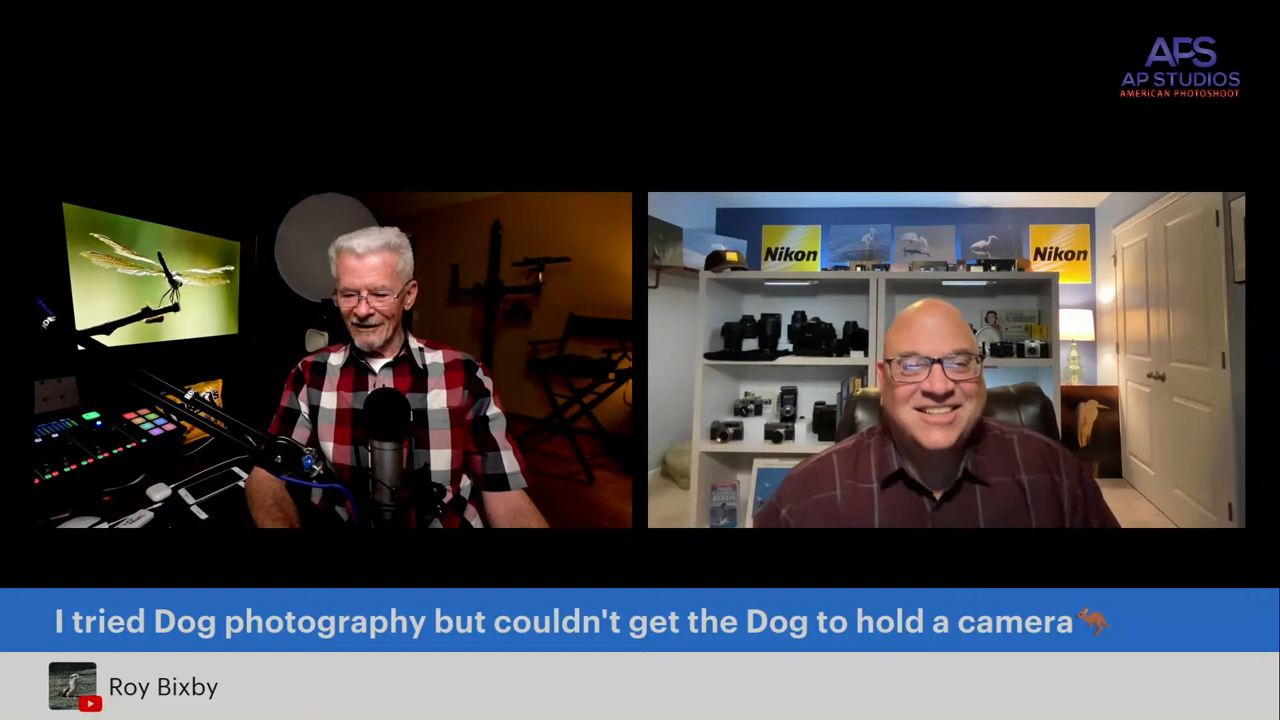 APS
AP STUDIOS
AMERICAN PHOTOSHOOT
Nikon
Nikon
I tried Dog photography but couldn't get the Dog to hold a camera🦘
Roy Bixby